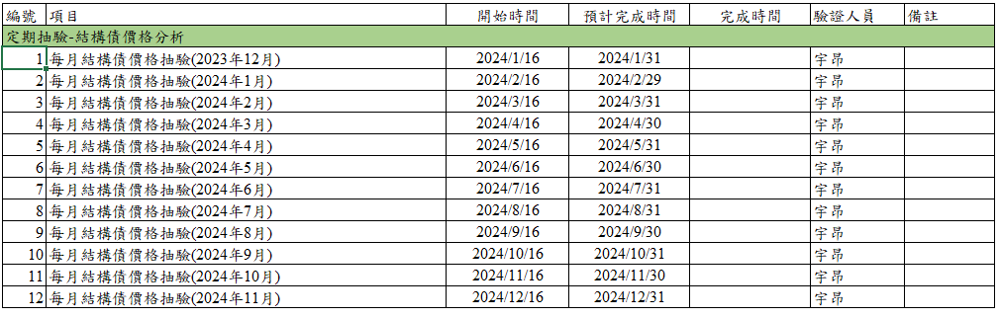 編號 項目 開始時間 預計完成時間 完成時間 驗證人員 備註
定期抽驗-結構債價格分析
1 每月結構債價格抽驗(2023年12月) 2024/1/16 2024/1/31 宇昂
2 每月結構債價格抽驗(2024年1月) 2024/2/16 2024/2/29 宇昂
3 每月結構債價格抽驗(2024年2月) 2024/3/16 2024/3/31 宇昂
4 每月結構債價格抽驗(2024年3月) 2024/4/16 2024/4/30 宇昂
5 每月結構債價格抽驗(2024年4月) 2024/5/16 2024/5/31 宇昂
6 每月結構債價格抽驗(2024年5月) 2024/6/16 2024/6/30 宇昂
7 每月結構債價格抽驗(2024年6月) 2024/7/16 2024/7/31 宇昂
8 每月結構債價格抽驗(2024年7月) 2024/8/16 2024/8/31 宇昂
9 每月結構債價格抽驗(2024年8月) 2024/9/16 2024/9/30 宇昂
10 每月結構債價格抽驗(2024年9月) 2024/10/16 2024/10/31 宇昂
11 每月結構債價格抽驗(2024年10月) 2024/11/16 2024/11/30 宇昂
12 每月結構債價格抽驗(2024年11月) 2024/12/16 2024/12/31 宇昂